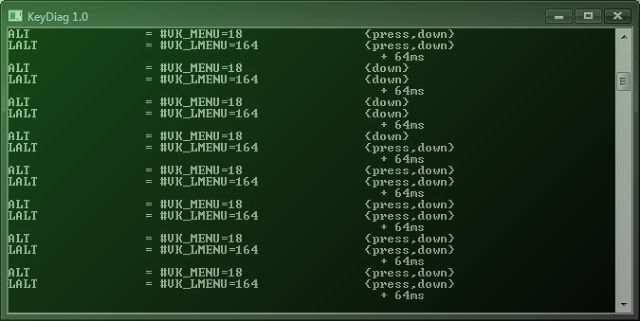 KeyDiag 1.0
ALT = #VK_MENU=18 {press,down}
LALT = #VK_LMENU=164 {press,down}
+ 64ms
ALT = #VK_MENU=18 {down}
LALT = #VK_LMENU=164 {down}
+ 64ms
ALT = #VK_MENU=18 {down}
LALT = #VK_LMENU=164 {down}
+ 64ms
ALT = #VK_MENU=18 {down}
LALT = #VK_LMENU=164 {press,down}
+ 64ms
ALT = #VK_MENU=18 {press,down}
LALT = #VK_LMENU=164 {press,down}
+ 64ms
ALT = #VK_MENU=18 {press,down}
LALT = #VK_LMENU=164 {press,down}
+ 64ms
ALT = #VK_MENU=18 {press,down}
LALT = #VK_LMENU=164 {press,down}
+ 64ms
ALT = #VK_MENU=18 {press,down}
LALT = #VK_LMENU=164 {press,down}
+ 64ms